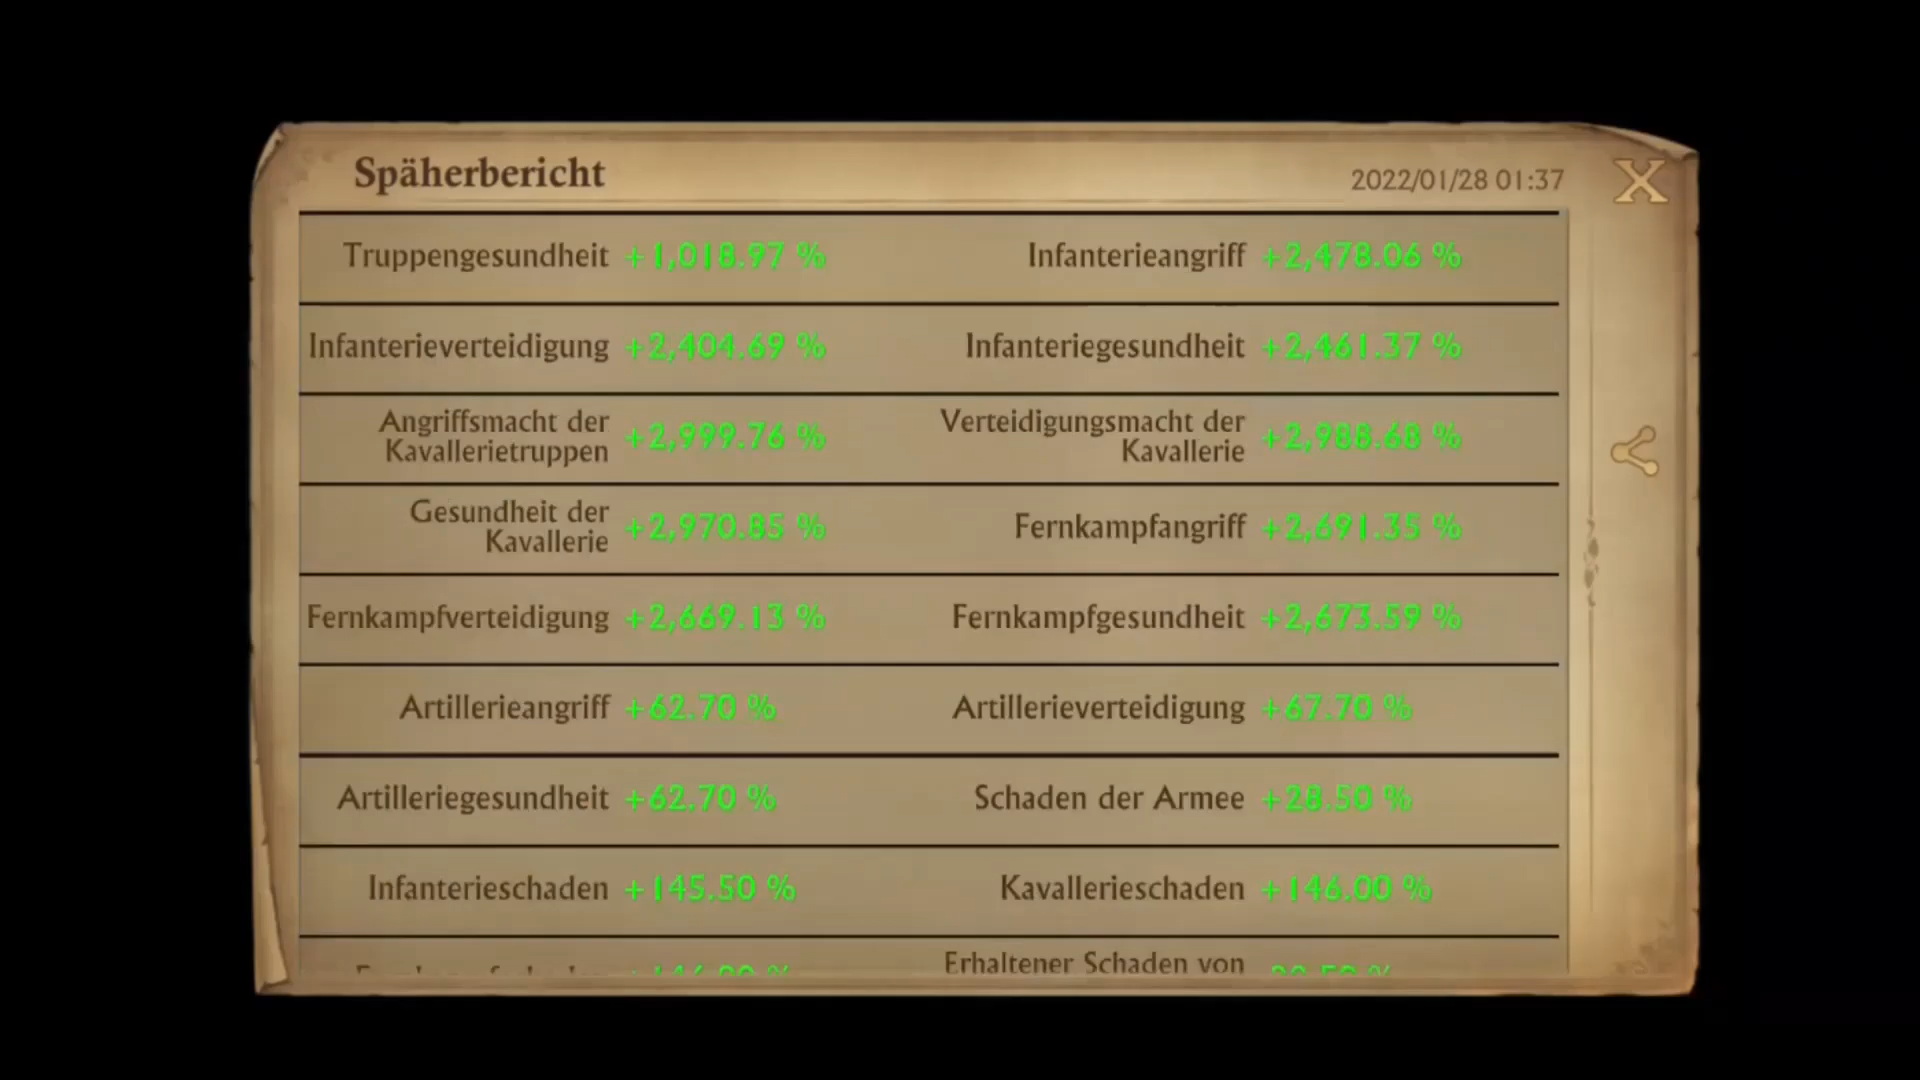 Späherbericht
2022/01/28 01:37
X
Truppengesundheit +1,018.97 %
Infanterieangriff +2,478.06 %
Infanterieverteidigung +2,404.69 %
Infanteriegesundheit +2,461.37 %
Angriffsmacht der
Kavallerietruppen +2,999.76 %
Verteidigungsmacht der
Kavallerie +2,988.68 %
Gesundheit der
Kavallerie +2,970.85 %
Fernkampfangriff +2,691.35 %
Fernkampfverteidigung +2,669.13 %
Fernkampfgesundheit +2,673.59 %
Artillerieangriff +62.70 %
Artillerieverteidigung +67.70 %
Artilleriegesundheit +62.70 %
Schaden der Armee +28.50 %
Infanterieschaden +145.50 %
Kavallerieschaden +146.00 %
Erhaltener Schaden von